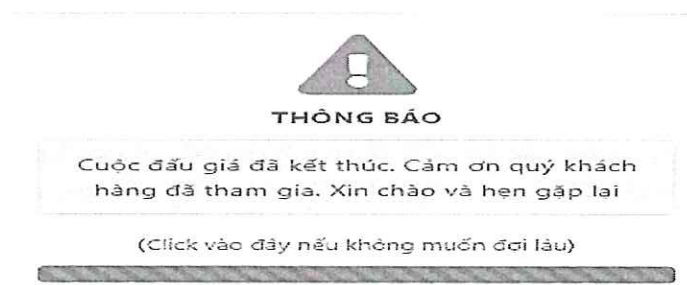 THÔNG BÁO
Cuộc đấu giá đã kết thúc. Cảm ơn quý khách
hàng đã tham gia. Xin chào và hẹn gặp lại
(Click vào đây nếu không muốn đợi lâu)